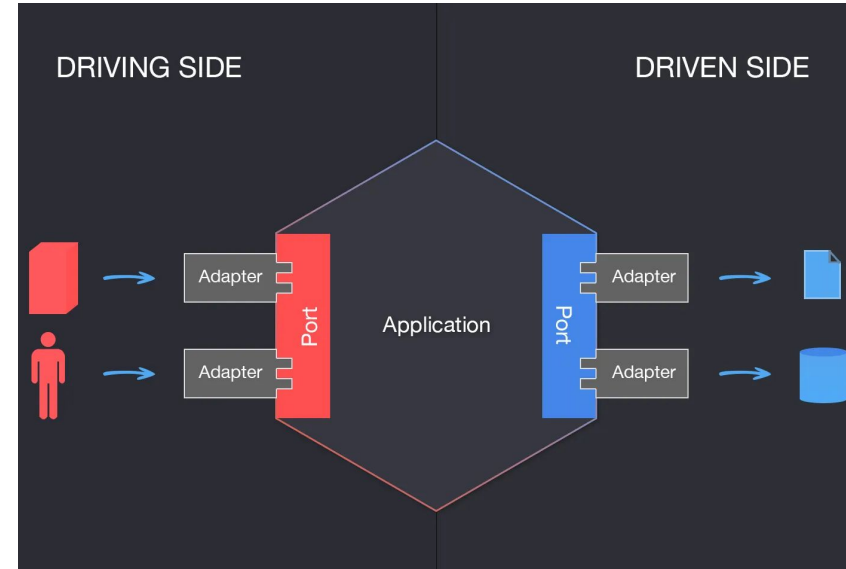 DRIVING SIDE
DRIVEN SIDE
Adapter
Adapter
Port
Application
Port
Adapter
Adapter